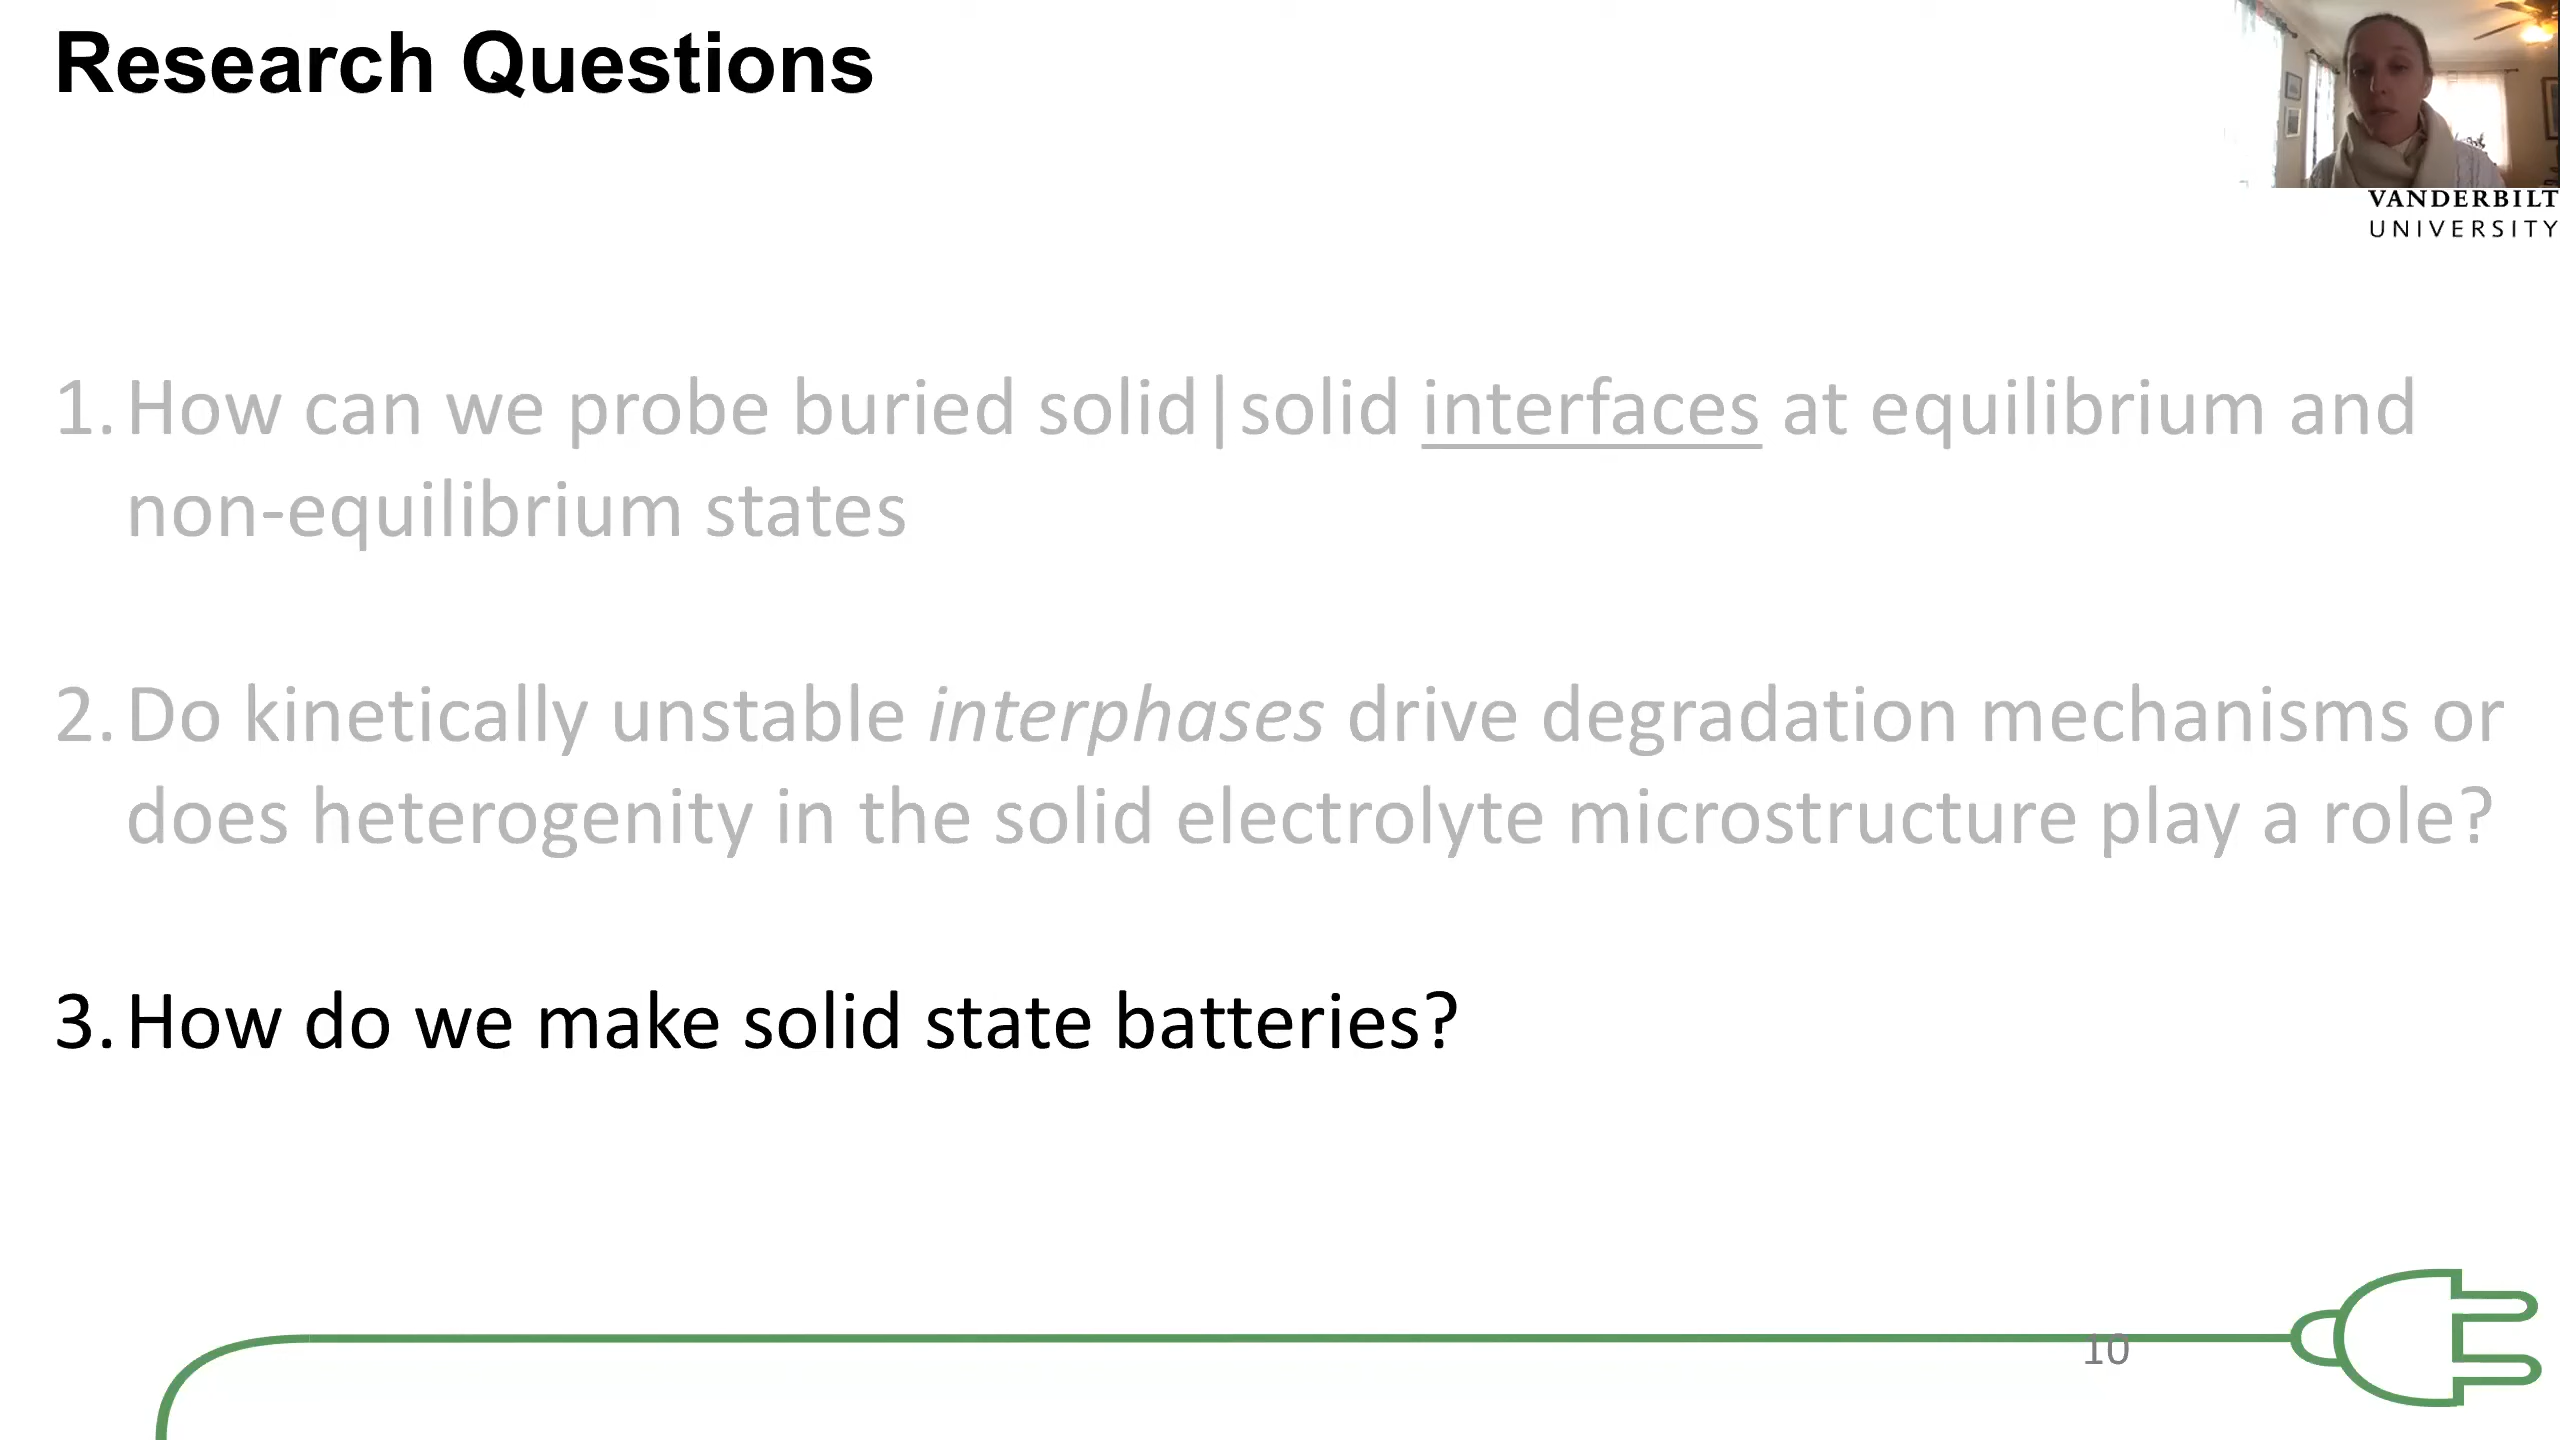 Research Questions
VANDERBILT
UNIVERSITY
1. How can we probe buried solid|solid interfaces at equilibrium and
non-equilibrium states
2. Do kinetically unstable interphases drive degradation mechanisms or
does heterogenity in the solid electrolyte microstructure play a role?
3. How do we make solid state batteries?
10